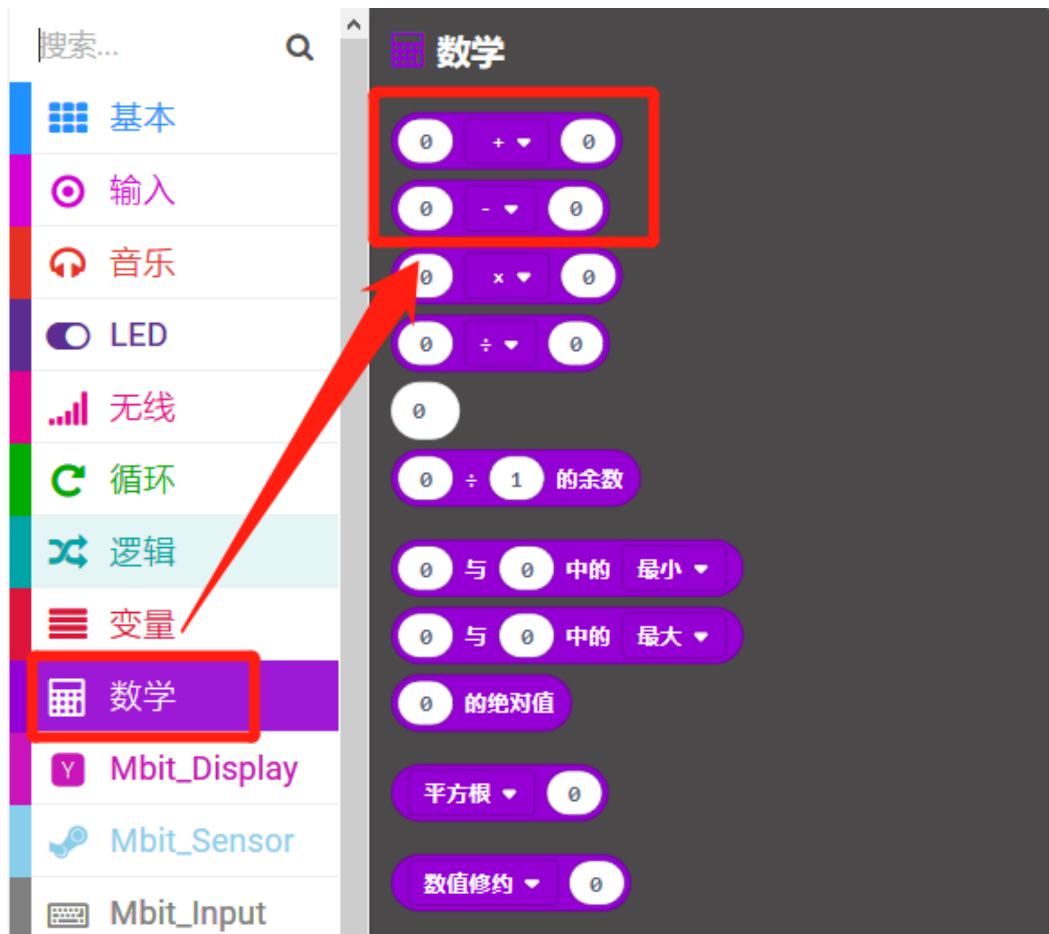 搜索...
基本
输入
音乐
LED
无线
循环
逻辑
变量
数学
Y Mbit_Display
Mbit_Sensor
Mbit_Input
数学
0 + 0
0 - 0
0 x 0
0 ÷ 0
0
0 ÷ 1 的余数
0 与 0 中的 最小
0 与 0 中的 最大
0 的绝对值
平方根 0
数值修约 0